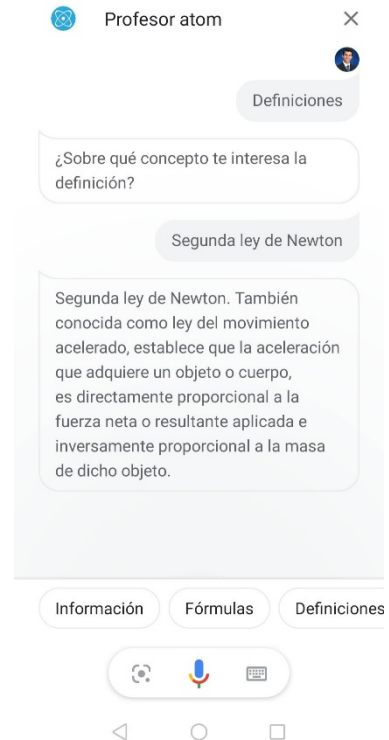 Profesor atom
Definiciones
¿Sobre qué concepto te interesa la
definición?
Segunda ley de Newton
Segunda ley de Newton. También
conocida como ley del movimiento
acelerado, establece que la aceleración
que adquiere un objeto o cuerpo,
es directamente proporcional a la
fuerza neta o resultante aplicada e
inversamente proporcional a la masa
de dicho objeto.
Información Fórmulas Definiciones